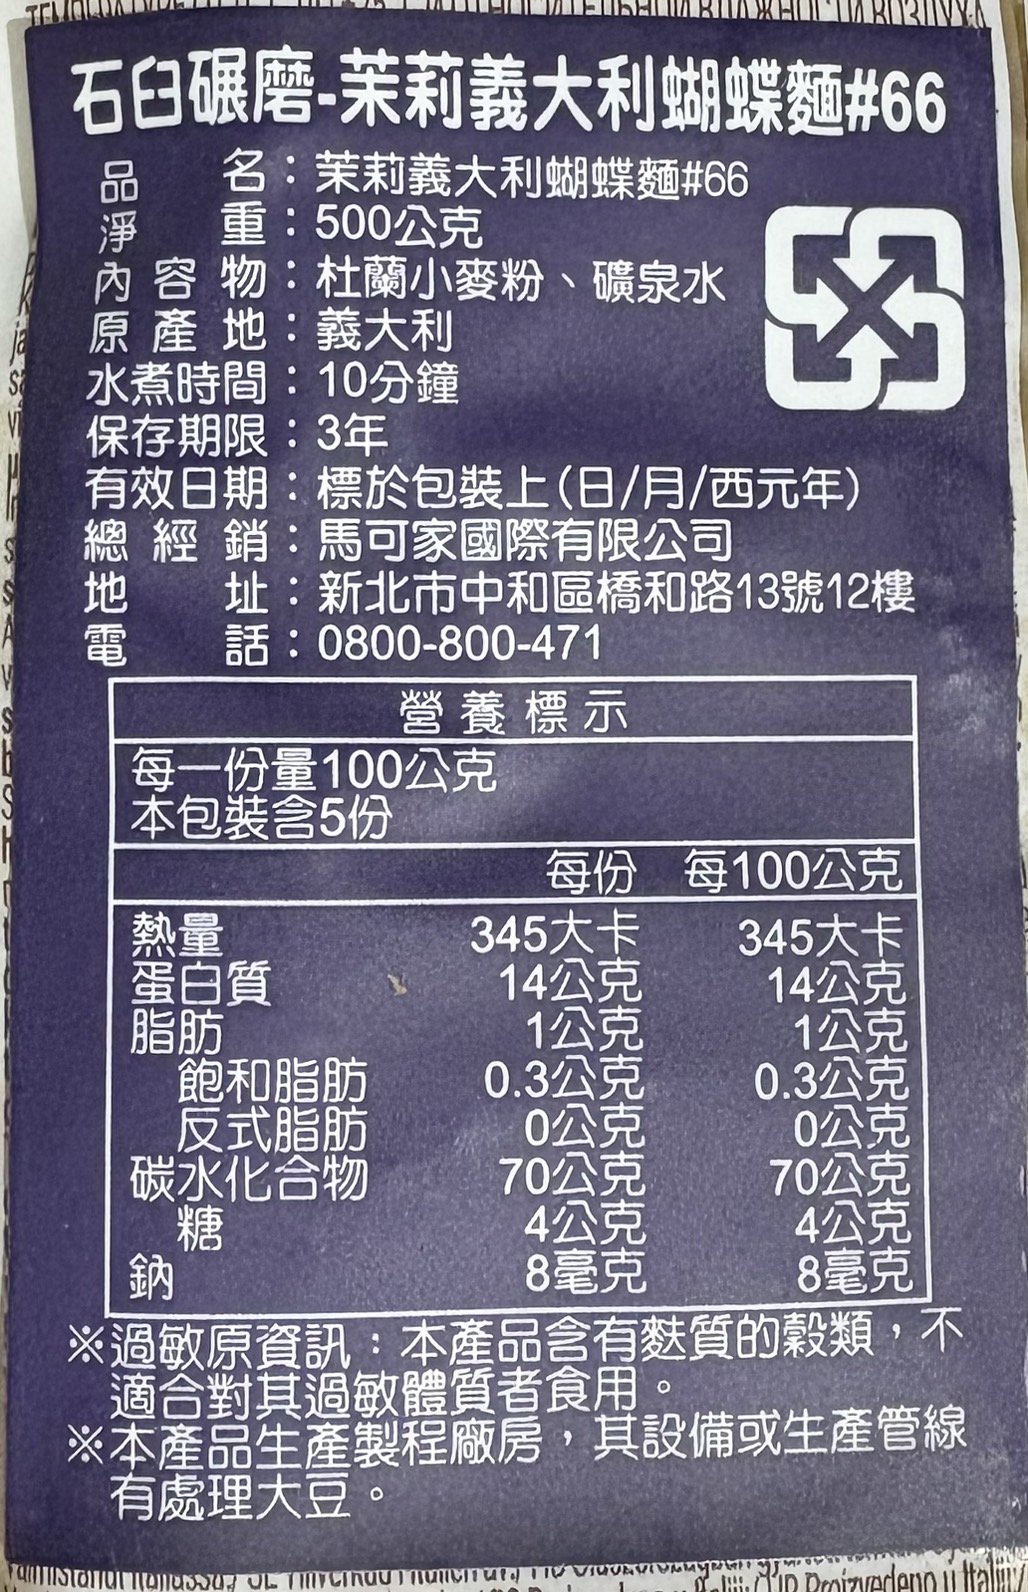 石臼碾磨-茉莉義大利蝴蝶麵#66
品名：茉莉義大利蝴蝶麵#66
淨重：500公克
內容物：杜蘭小麥粉、礦泉水
原產地：義大利
水煮時間：10分鐘
保存期限：3年
有效日期：標於包裝上(日/月/西元年)
總經銷：馬可家國際有限公司
地址：新北市中和區橋和路13號12樓
電話：0800-800-471
營養標示
每一份量100公克
本包裝含5份
每份 每100公克
熱量 345大卡 345大卡
蛋白質 14公克 14公克
脂肪 1公克 1公克
飽和脂肪 0.3公克 0.3公克
反式脂肪 0公克 0公克
碳水化合物 70公克 70公克
糖 4公克 4公克
鈉 8毫克 8毫克
※過敏原資訊：本產品含有麩質的穀類，不
適合對其過敏體質者食用。
※本產品生產製程廠房，其設備或生產管線
有處理大豆。